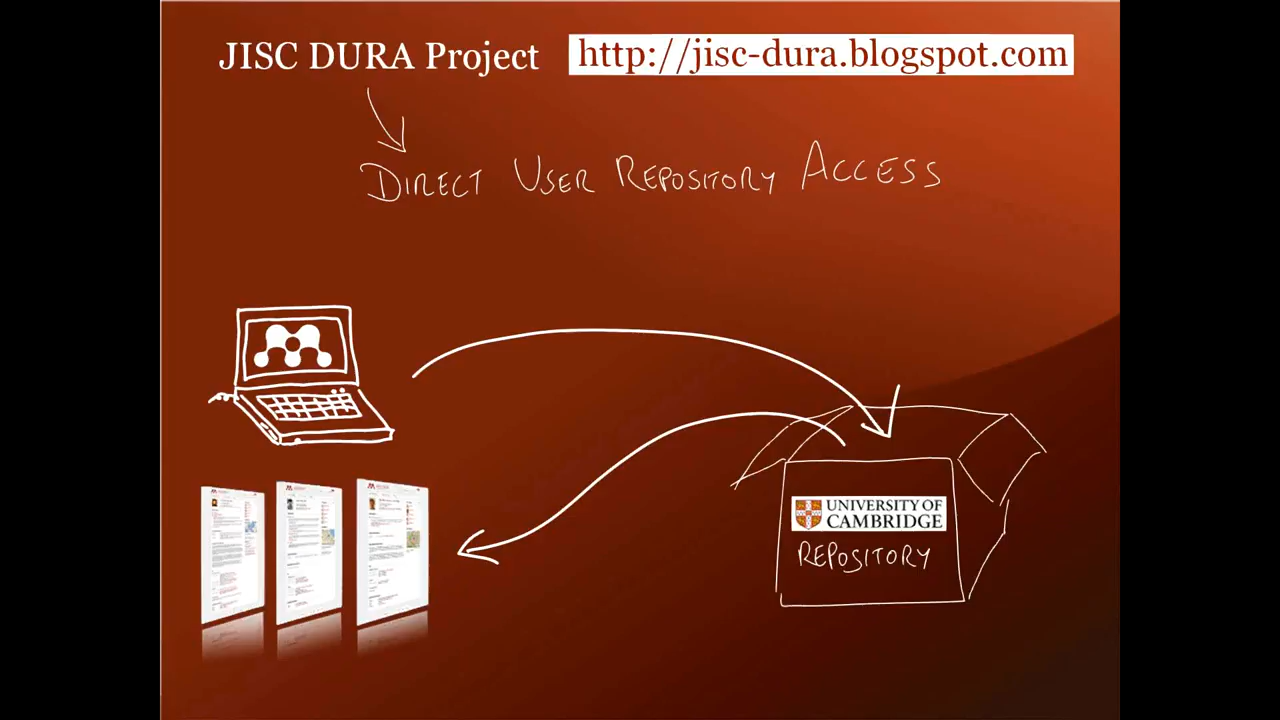 JISC DURA Project http://jisc-dura.blogspot.com
DIRECT USER REPOSITORY ACCESS
UNIVERSITY OF
CAMBRIDGE
REPOSITORY